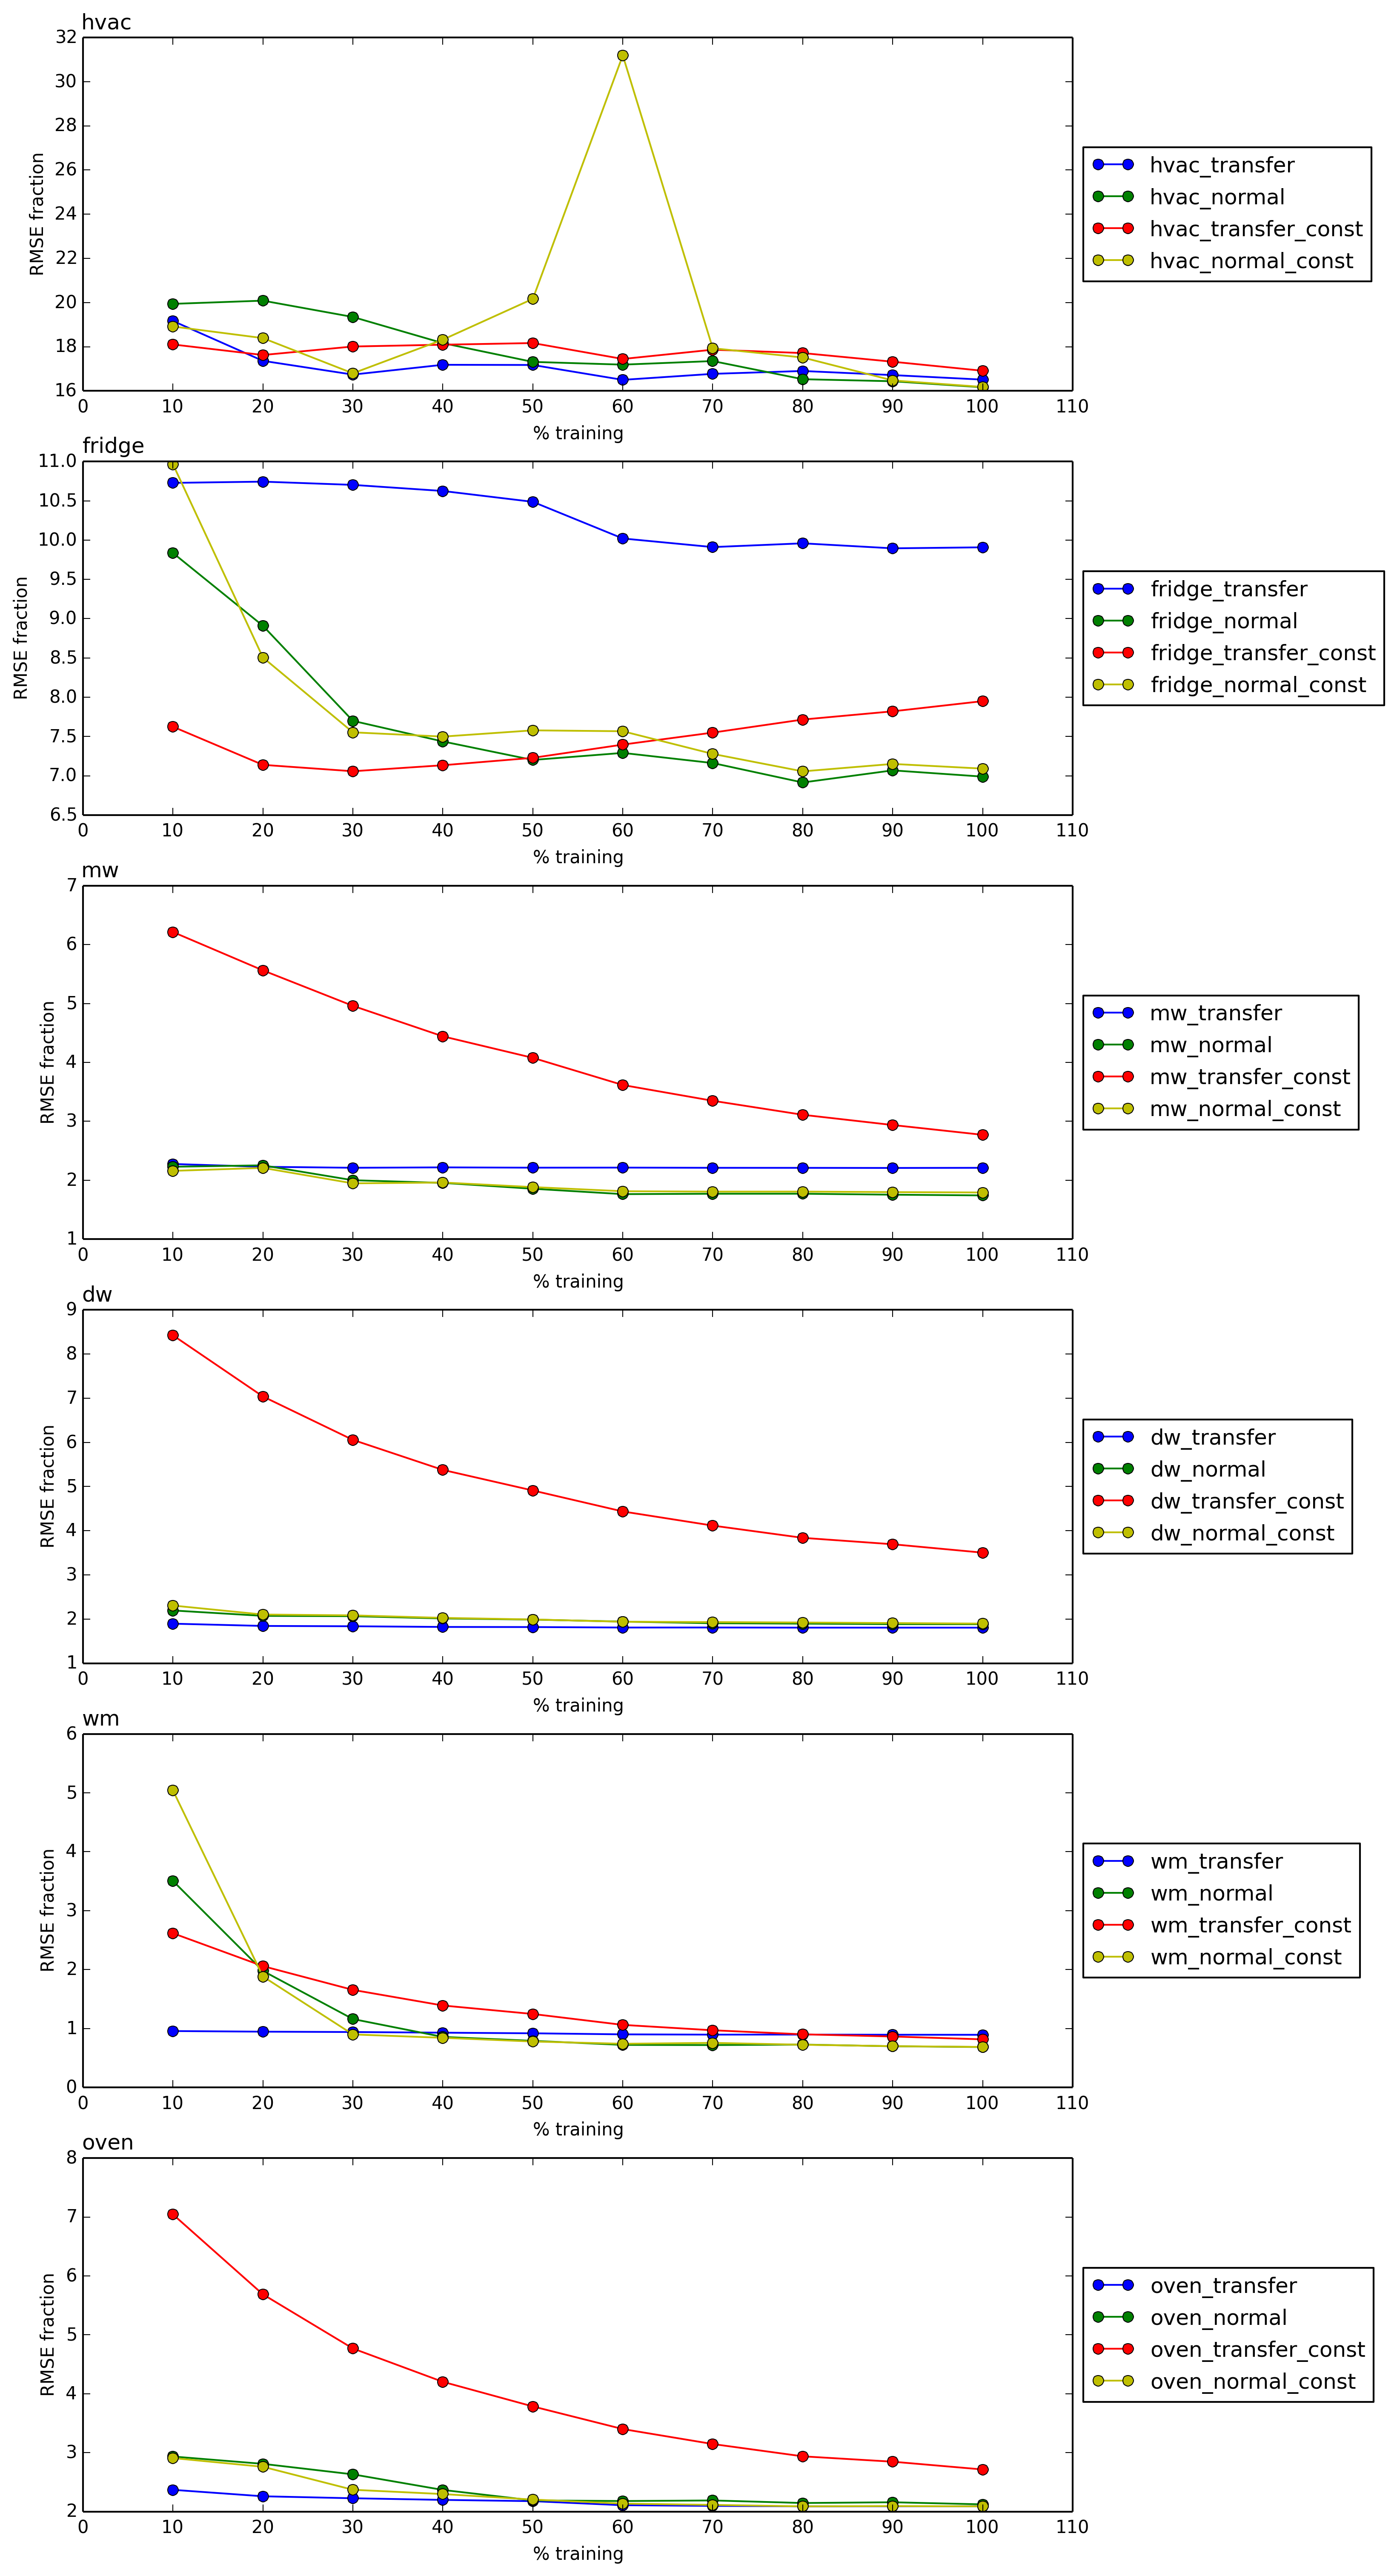 hvac
32
30
28
26
24
22
20
18
16
RMSE fraction
0 10 20 30 40 50 60 70 80 90 100 110
% training
hvac_transfer
hvac_normal
hvac_transfer_const
hvac_normal_const
fridge
11.0
10.5
10.0
9.5
9.0
8.5
8.0
7.5
7.0
6.5
RMSE fraction
0 10 20 30 40 50 60 70 80 90 100 110
% training
fridge_transfer
fridge_normal
fridge_transfer_const
fridge_normal_const
mw
7
6
5
4
3
2
1
RMSE fraction
0 10 20 30 40 50 60 70 80 90 100 110
% training
mw_transfer
mw_normal
mw_transfer_const
mw_normal_const
dw
9
8
7
6
5
4
3
2
1
RMSE fraction
0 10 20 30 40 50 60 70 80 90 100 110
% training
dw_transfer
dw_normal
dw_transfer_const
dw_normal_const
wm
6
5
4
3
2
1
0
RMSE fraction
0 10 20 30 40 50 60 70 80 90 100 110
% training
wm_transfer
wm_normal
wm_transfer_const
wm_normal_const
oven
8
7
6
5
4
3
2
RMSE fraction
0 10 20 30 40 50 60 70 80 90 100 110
% training
oven_transfer
oven_normal
oven_transfer_const
oven_normal_const